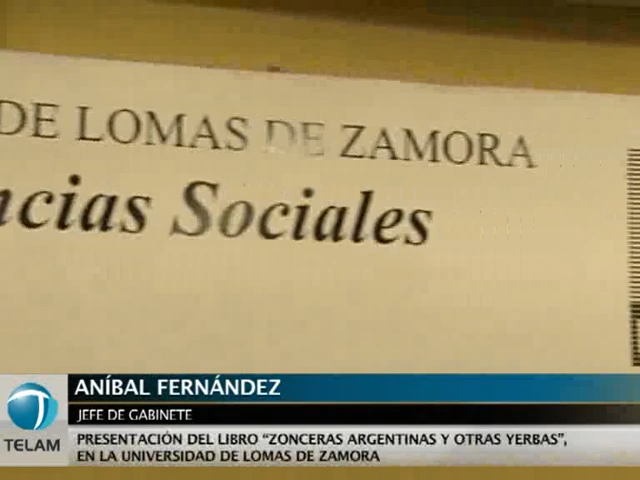 DE LOMAS DE ZAMORA
ncias Sociales
ANÍBAL FERNÁNDEZ
JEFE DE GABINETE
TELAM
PRESENTACIÓN DEL LIBRO “ZONCERAS ARGENTINAS Y OTRAS YERBAS”,
EN LA UNIVERSIDAD DE LOMAS DE ZAMORA